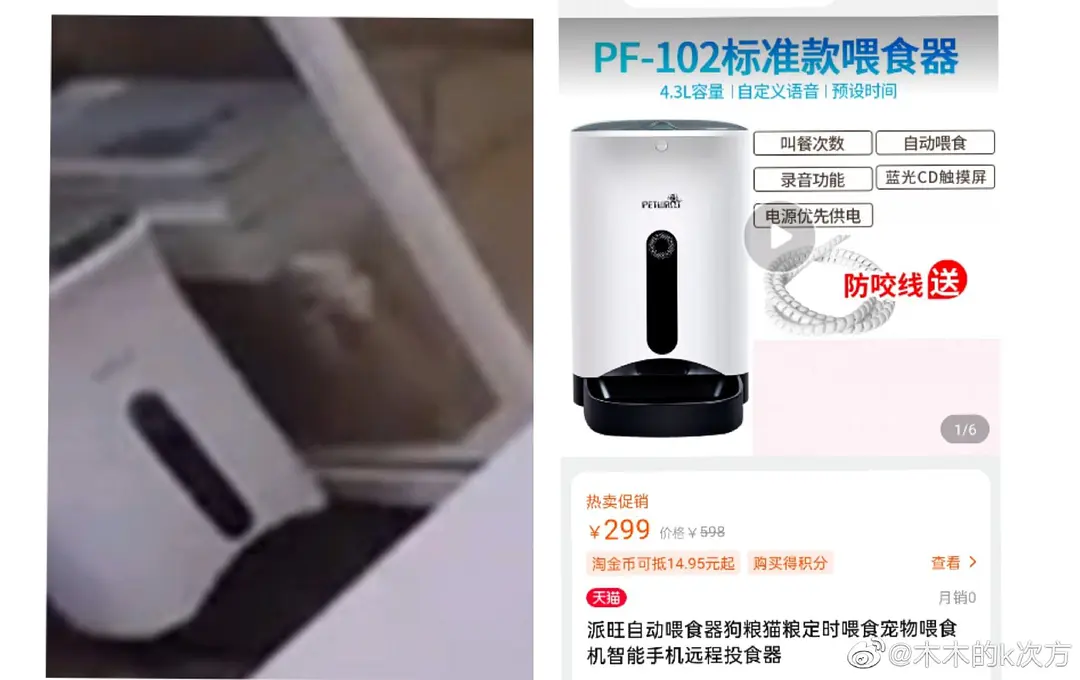 PF-102标准款喂食器
4.3L容量 | 自定义语音 | 预设时间
叫餐次数 自动喂食
录音功能 蓝光CD触摸屏
电源优先供电
防咬线 送
1/6
热卖促销
￥299 价格￥598
淘金币可抵14.95元起 购买得积分 查看 >
天猫 月销0
派旺自动喂食器狗粮猫粮定时喂食宠物喂食
机智能手机远程投食器
@木木的k次方